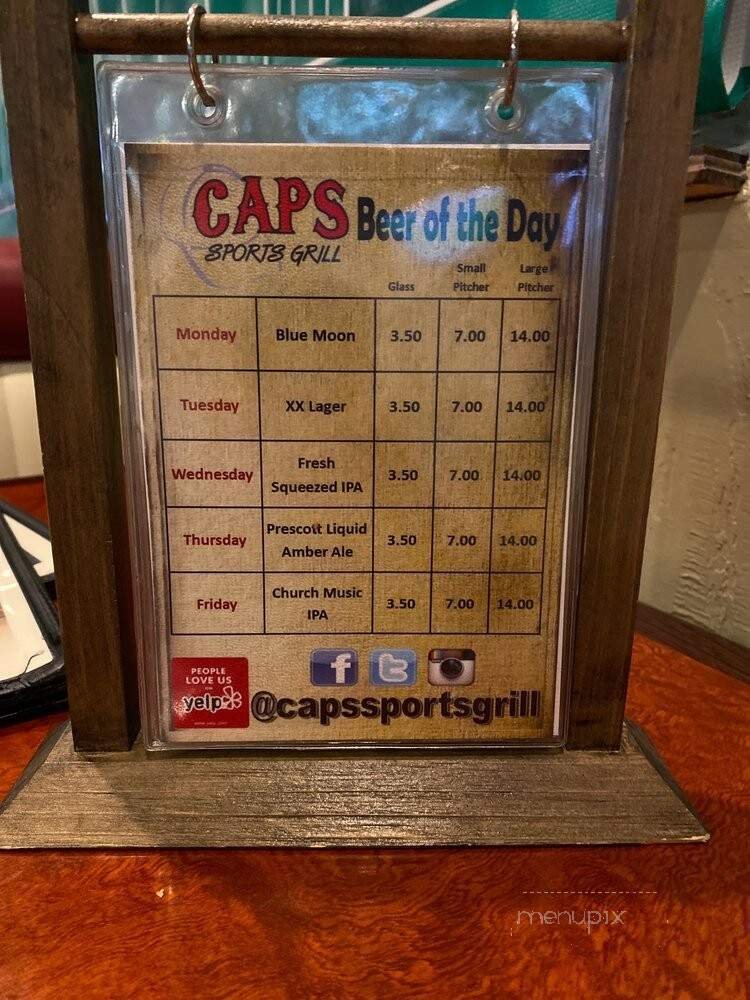 CAPS Beer of the Day
SPORTS GRILL
Glass Small Pitcher Large Pitcher
Monday Blue Moon 3.50 7.00 14.00
Tuesday XX Lager 3.50 7.00 14.00
Wednesday Fresh Squeezed IPA 3.50 7.00 14.00
Thursday Prescott Liquid Amber Ale 3.50 7.00 14.00
Friday Church Music IPA 3.50 7.00 14.00
PEOPLE
LOVE US
ON
yelp
@capssportsgrill
menupix